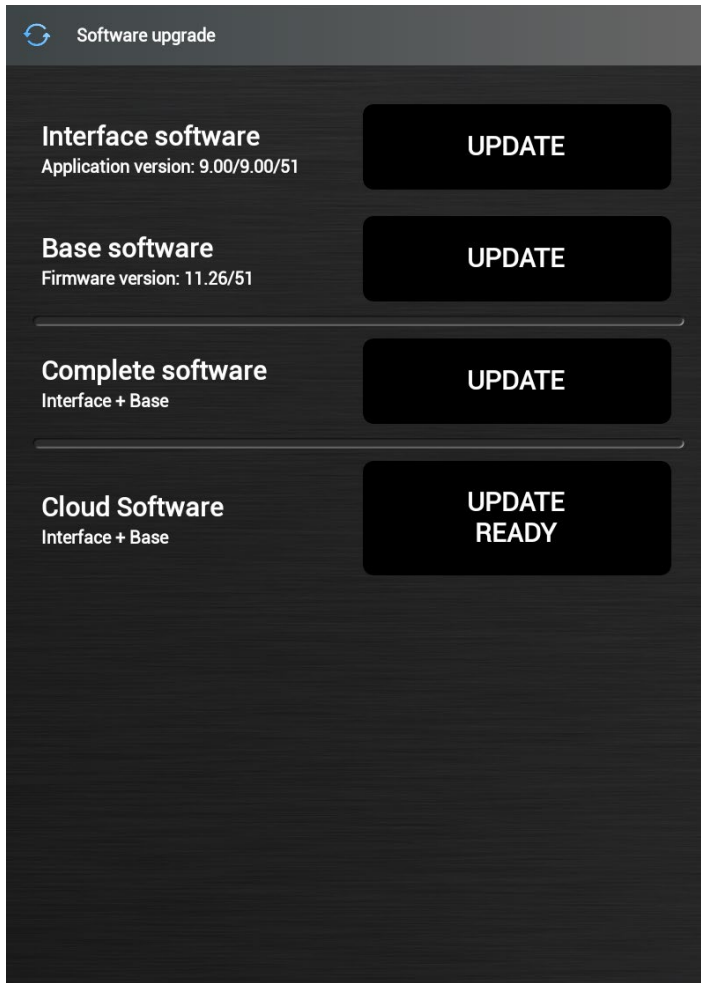 Software upgrade
Interface software
Application version: 9.00/9.00/51
UPDATE
Base software
Firmware version: 11.26/51
UPDATE
Complete software
Interface + Base
UPDATE
Cloud Software
Interface + Base
UPDATE
READY